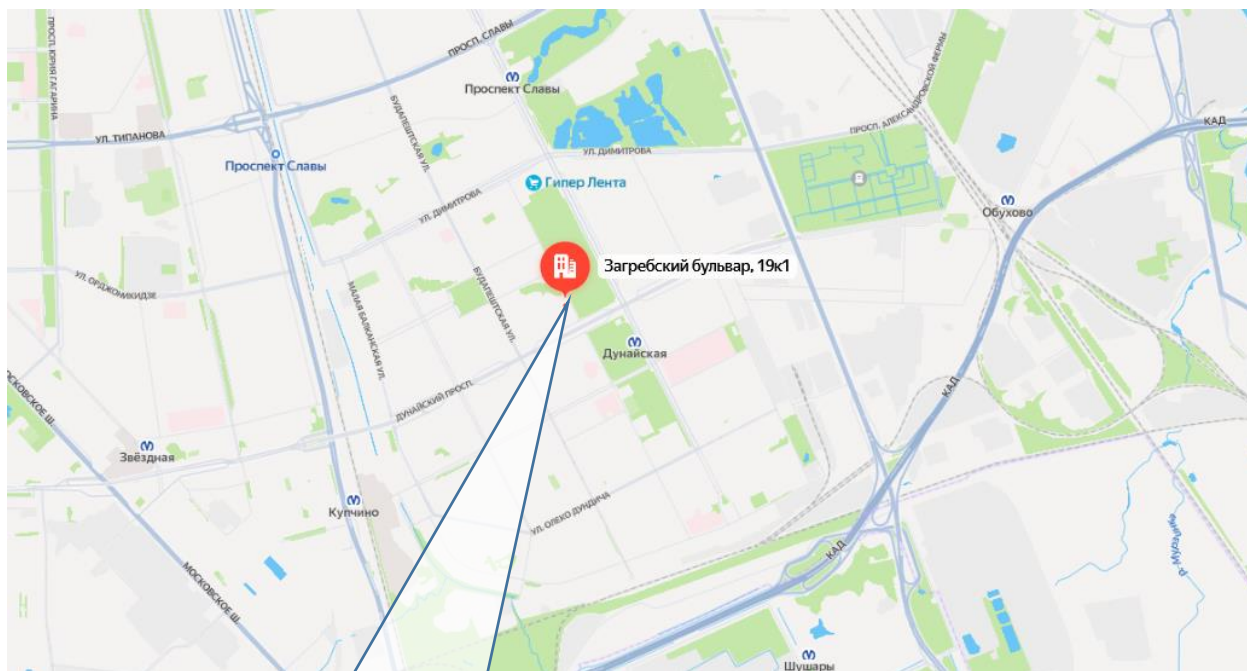 ПРОСП. ЮРИЯ ГАГАРИНА
ПРОСП. СЛАВЫ
Проспект Славы
БУДАПЕШТСКАЯ УЛ.
УЛ. ТИПАНОВА
ПРОСП. АЛЕКСАНДРОВСКОЙ ФЕРМЫ
КАД
Проспект Славы
УЛ. ДИМИТРОВА
Гипер Лента
УЛ. ДИМИТРОВА
Обухово
Загребский бульвар, 19к1
УЛ. ОРДЖОНИКИДЗЕ
МАЛАЯ БАЛКАНСКАЯ УЛ.
БУДАПЕШТСКАЯ УЛ.
Дунайская
МОСКОВСКОЕ Ш.
ДУНАЙСКИЙ ПРОСП.
КАД
Звёздная
Купчино
УЛ. ОЛЕКО ДУНДИЧА
КАД
р. Мурзинка
МОСКОВСКОЕ Ш.
Шушары